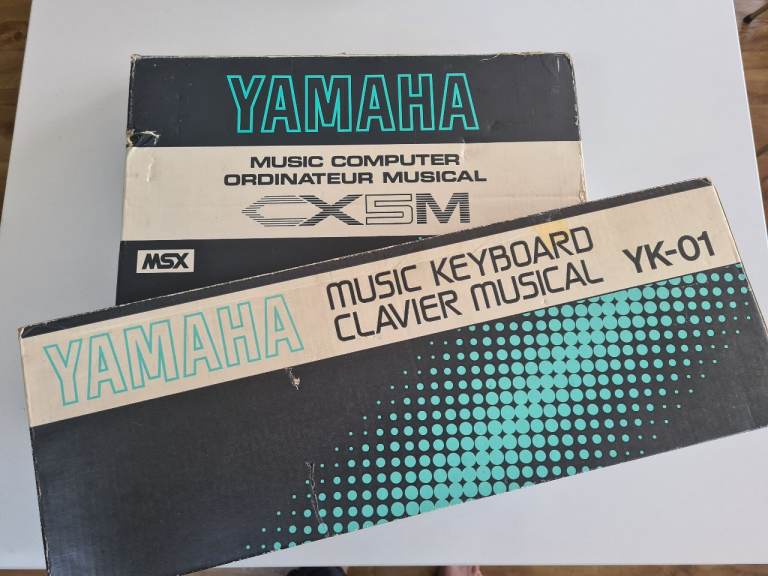 YAMAHA
MUSIC COMPUTER
ORDINATEUR MUSICAL
CX5M
MSX
YAMAHA
MUSIC KEYBOARD
CLAVIER MUSICAL
YK-01